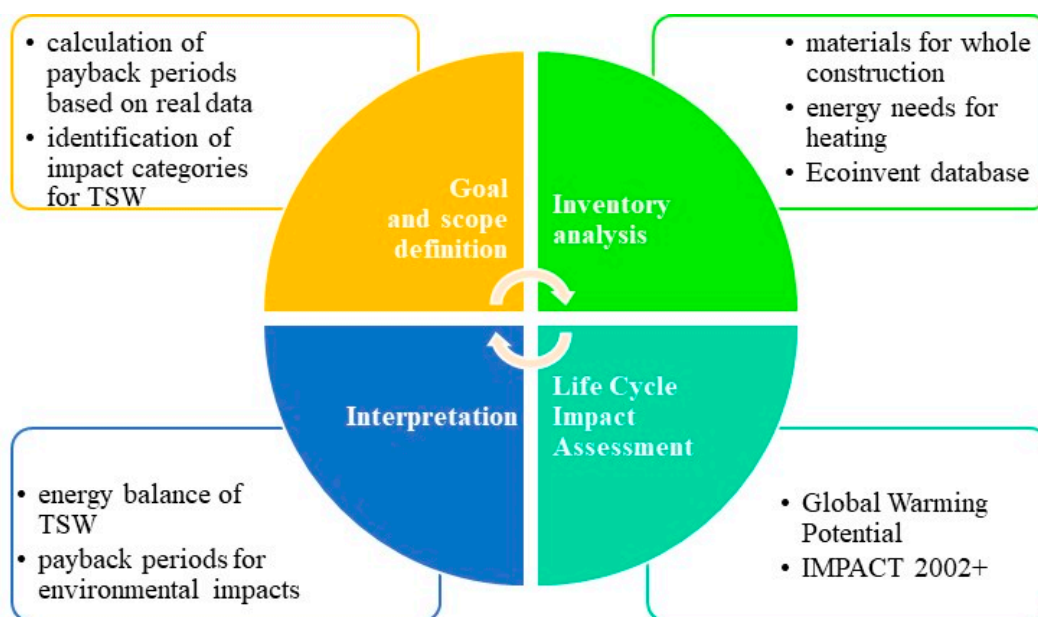 • calculation of
payback periods
based on real data
• identification of
impact categories
for TSW
Goal
and scope
definition
• materials for whole
construction
• energy needs for
heating
• Ecoinvent database
Inventory
analysis
Interpretation
• energy balance of
TSW
• payback periods for
environmental impacts
Life Cycle
Impact
Assessment
• Global Warming
Potential
• IMPACT 2002+